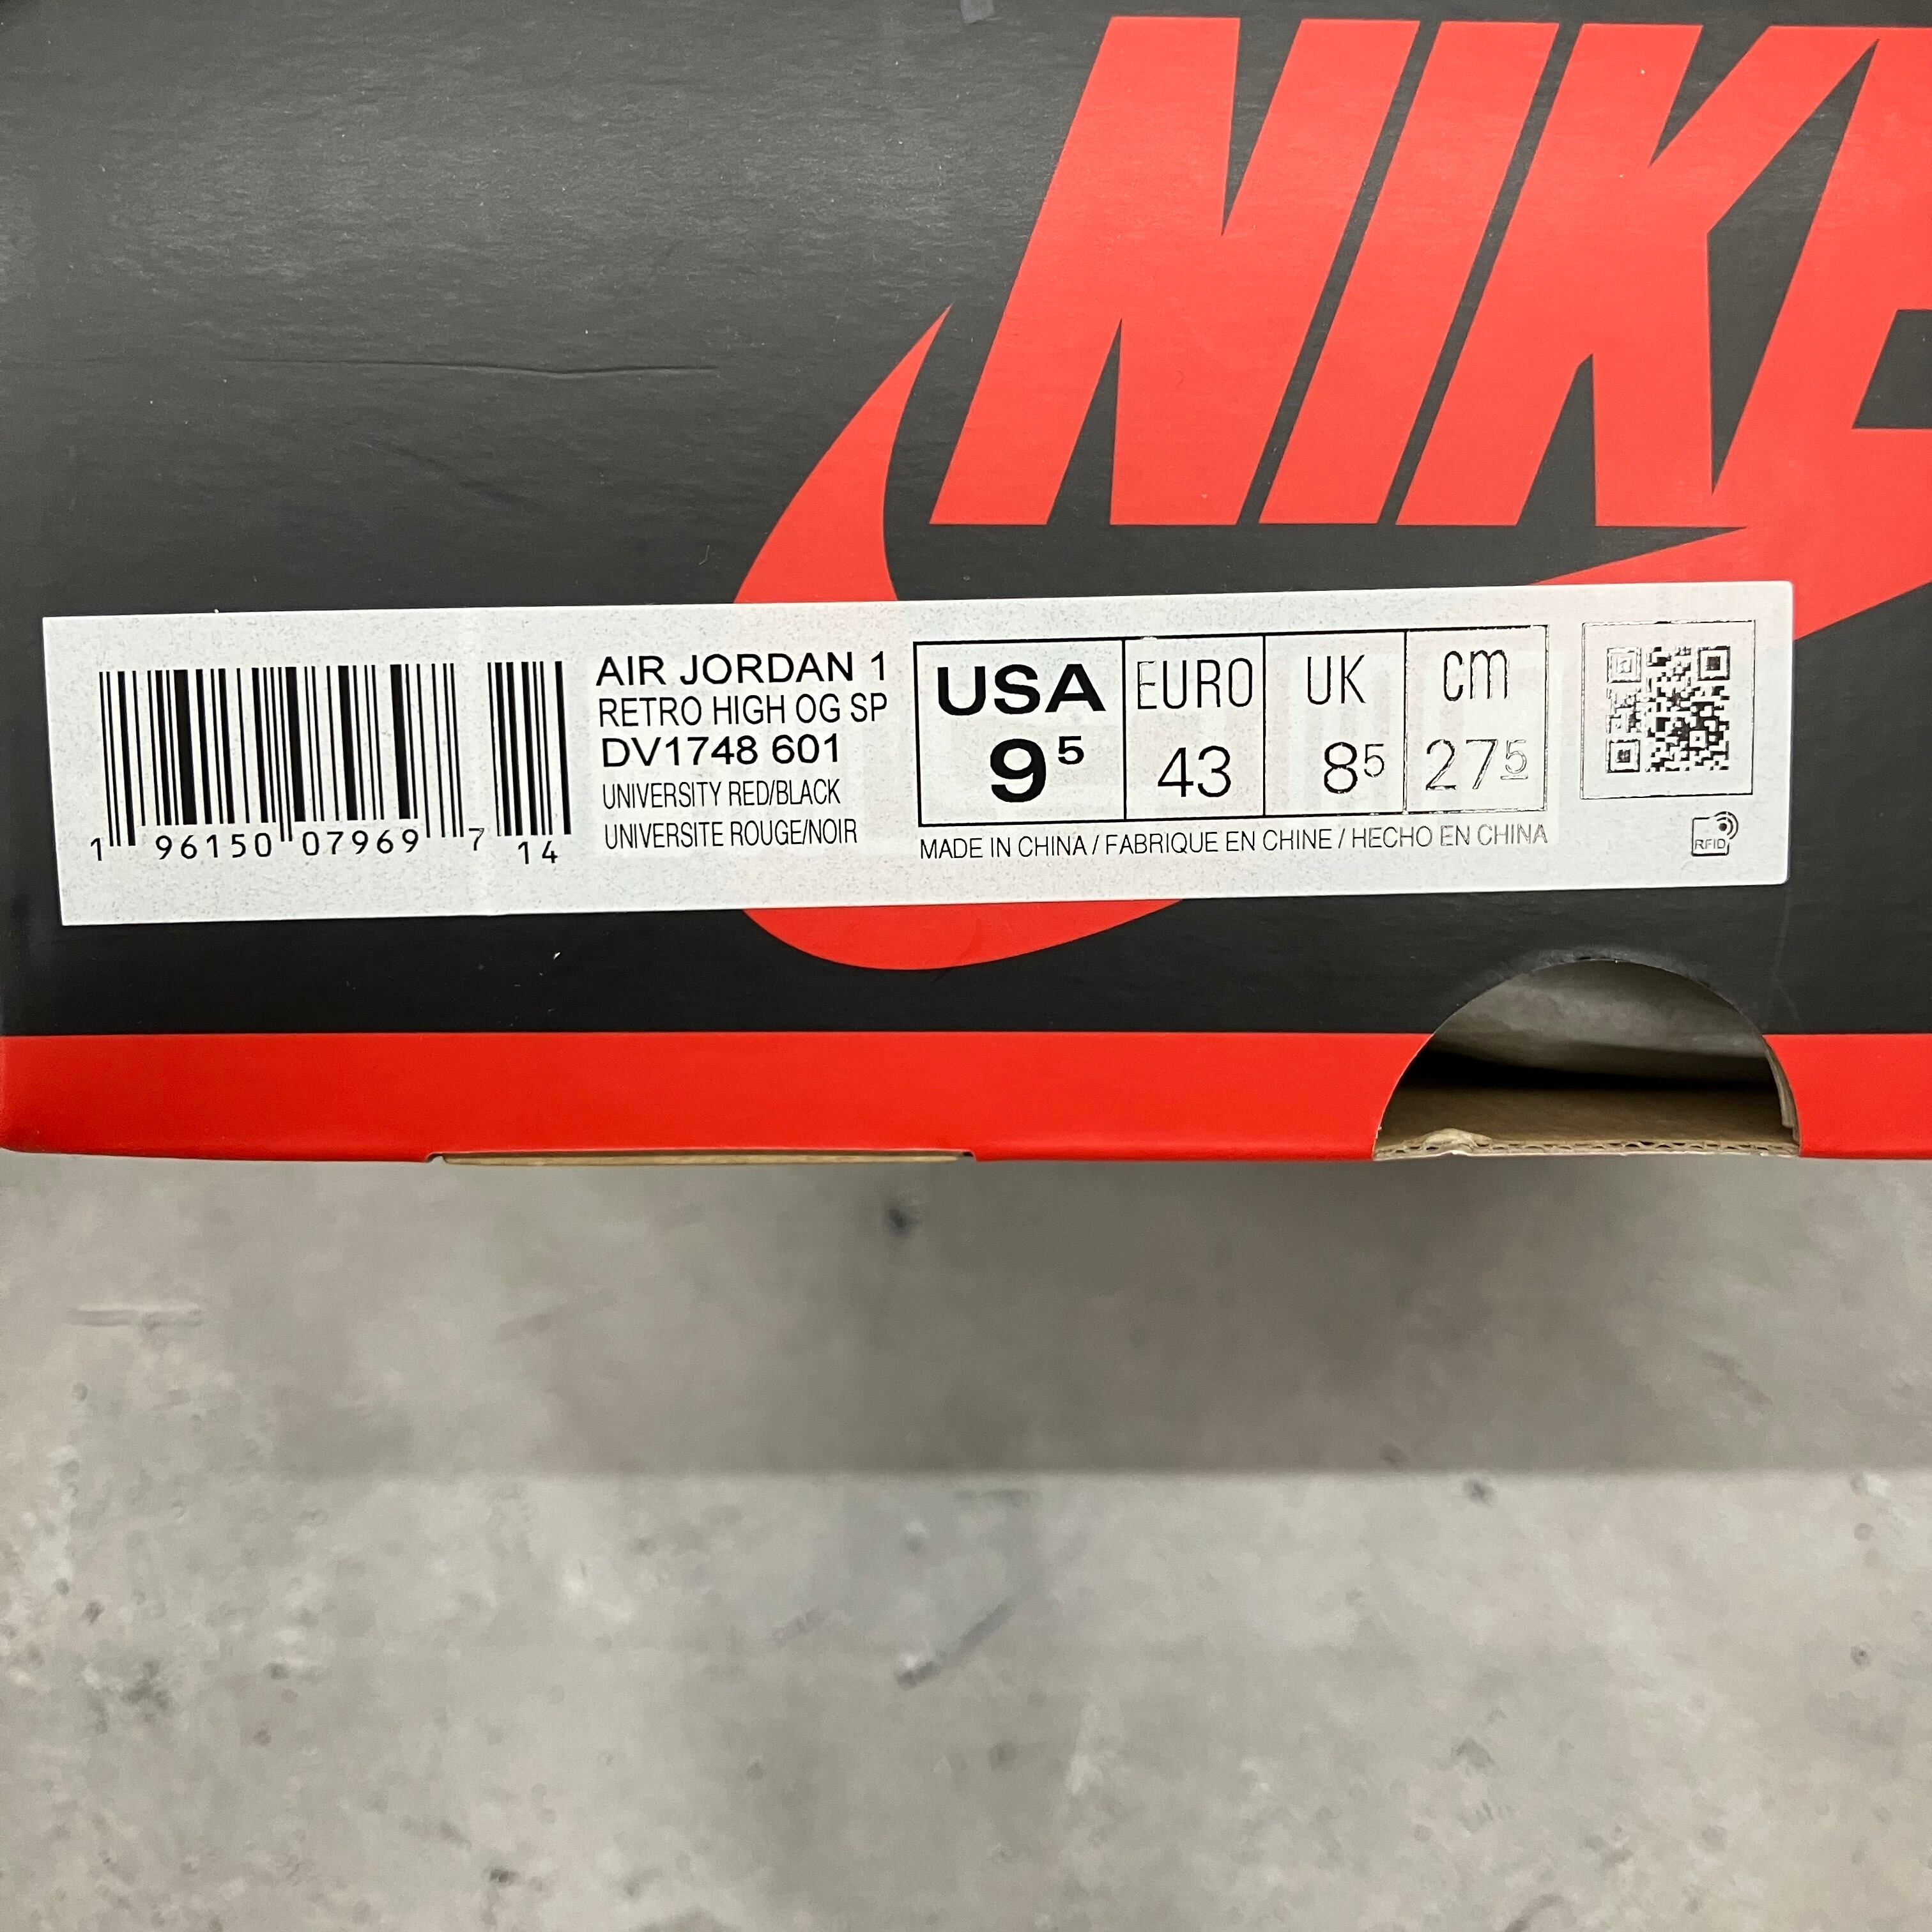 NIKE
AIR JORDAN 1
RETRO HIGH OG SP
DV1748 601
UNIVERSITY RED/BLACK
UNIVERSITE ROUGE/NOIR
1 96150 07969 7 14
USA EURO UK cm
9⁵ 43 8⁵ 27⁵
MADE IN CHINA / FABRIQUE EN CHINE / HECHO EN CHINA
RFID